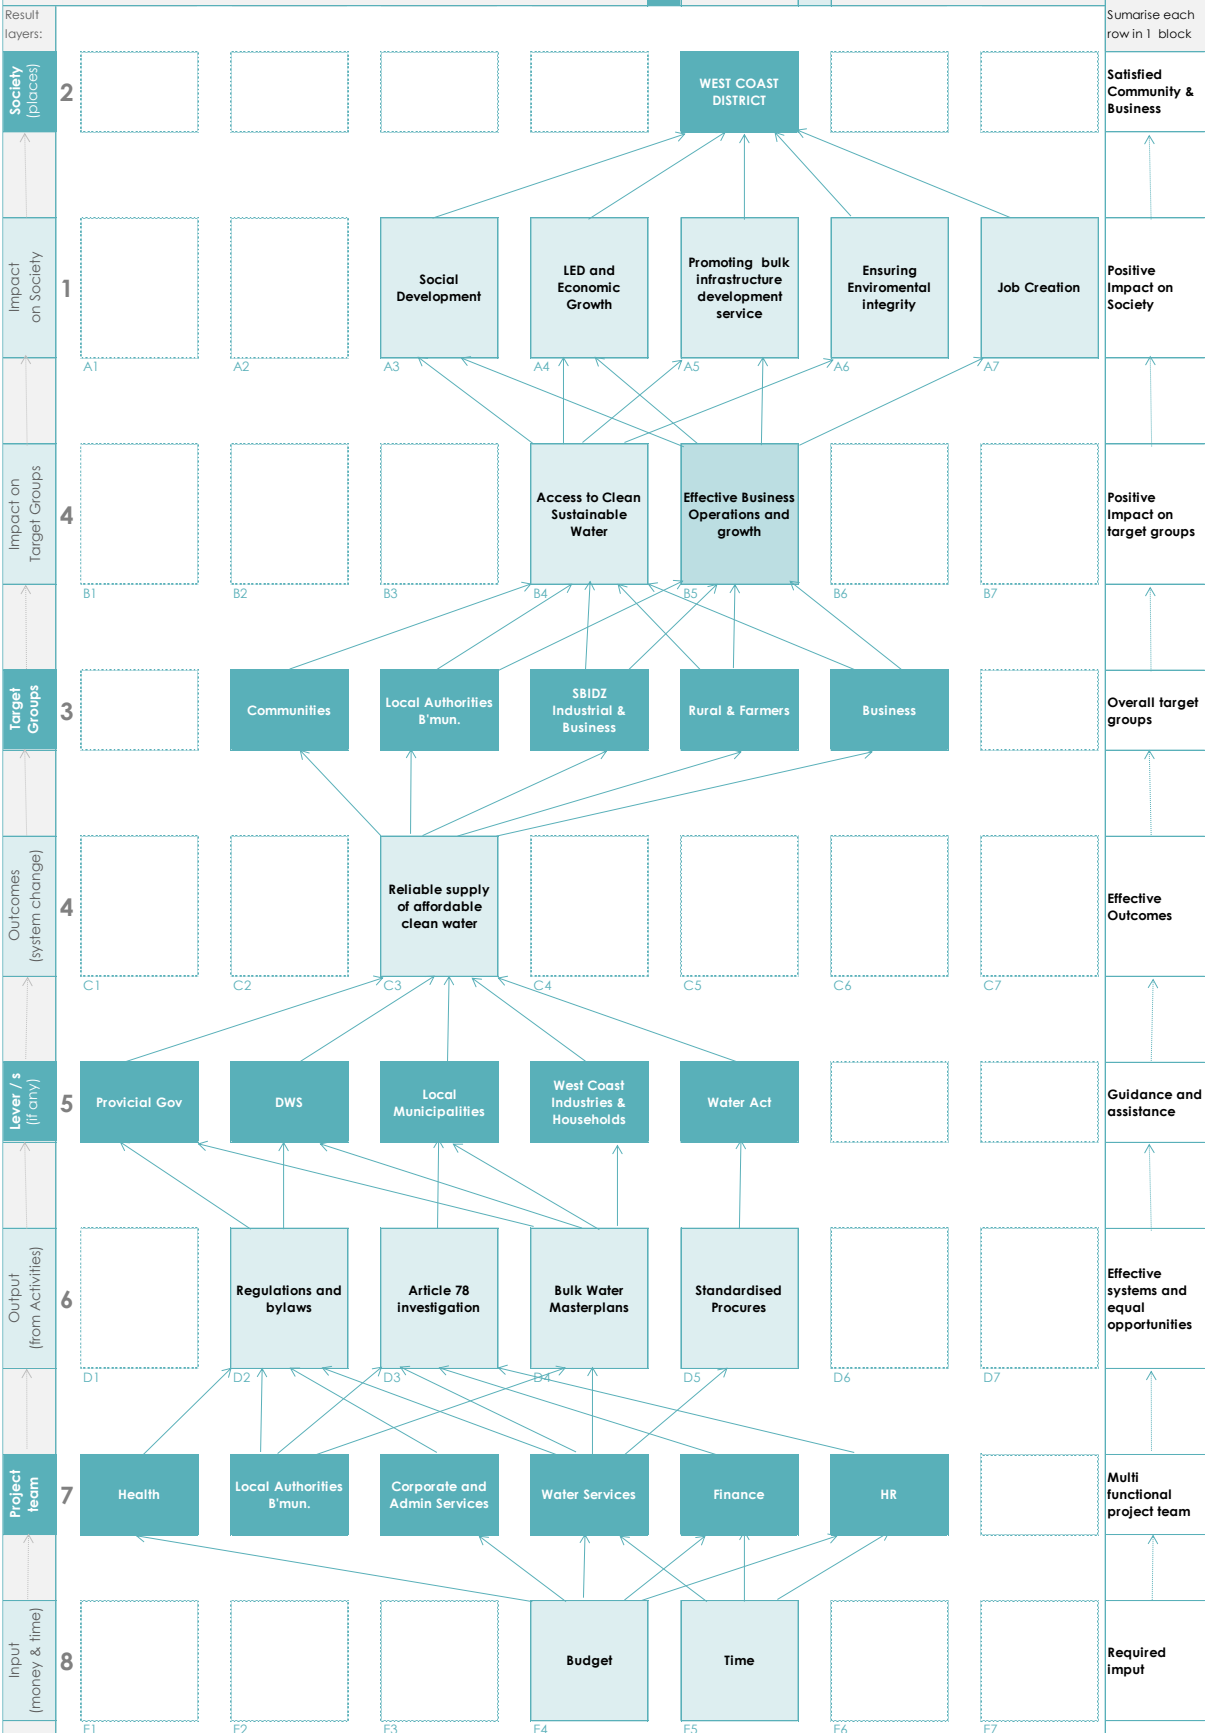 Result
layers:
Sumarise each
row in 1 block
Society
(places)
2
WEST COAST
DISTRICT
Satisfied
Community &
Business
Impact
on Society
1
Social
Development
LED and
Economic
Growth
Promoting bulk
infrastructure
development
service
Ensuring
Enviromental
integrity
Job Creation
Positive
Impact on
Society
A1
A2
A3
A4
A5
A6
A7
Impact on
Target Groups
4
Access to Clean
Sustainable
Water
Effective Business
Operations and
growth
Positive
Impact on
target groups
B1
B2
B3
B4
B5
B6
B7
Target
Groups
3
Communities
Local Authorities
B'mun.
SBIDZ
Industrial &
Business
Rural & Farmers
Business
Overall target
groups
Outcomes
(system change)
4
Reliable supply
of affordable
clean water
Effective
Outcomes
C1
C2
C3
C4
C5
C6
C7
Lever / s
(if any)
5
Provicial Gov
DWS
Local
Municipalities
West Coast
Industries &
Households
Water Act
Guidance and
assistance
Output
(from Activities)
6
Regulations and
bylaws
Article 78
investigation
Bulk Water
Masterplans
Standardised
Procures
Effective
systems and
equal
opportunities
D1
D2
D3
D4
D5
D6
D7
Project
team
7
Health
Local Authorities
B'mun.
Corporate and
Admin Services
Water Services
Finance
HR
Multi
functional
project team
Input
(money & time)
8
Budget
Time
Required
imput
E1
E2
E3
E4
E5
E6
E7